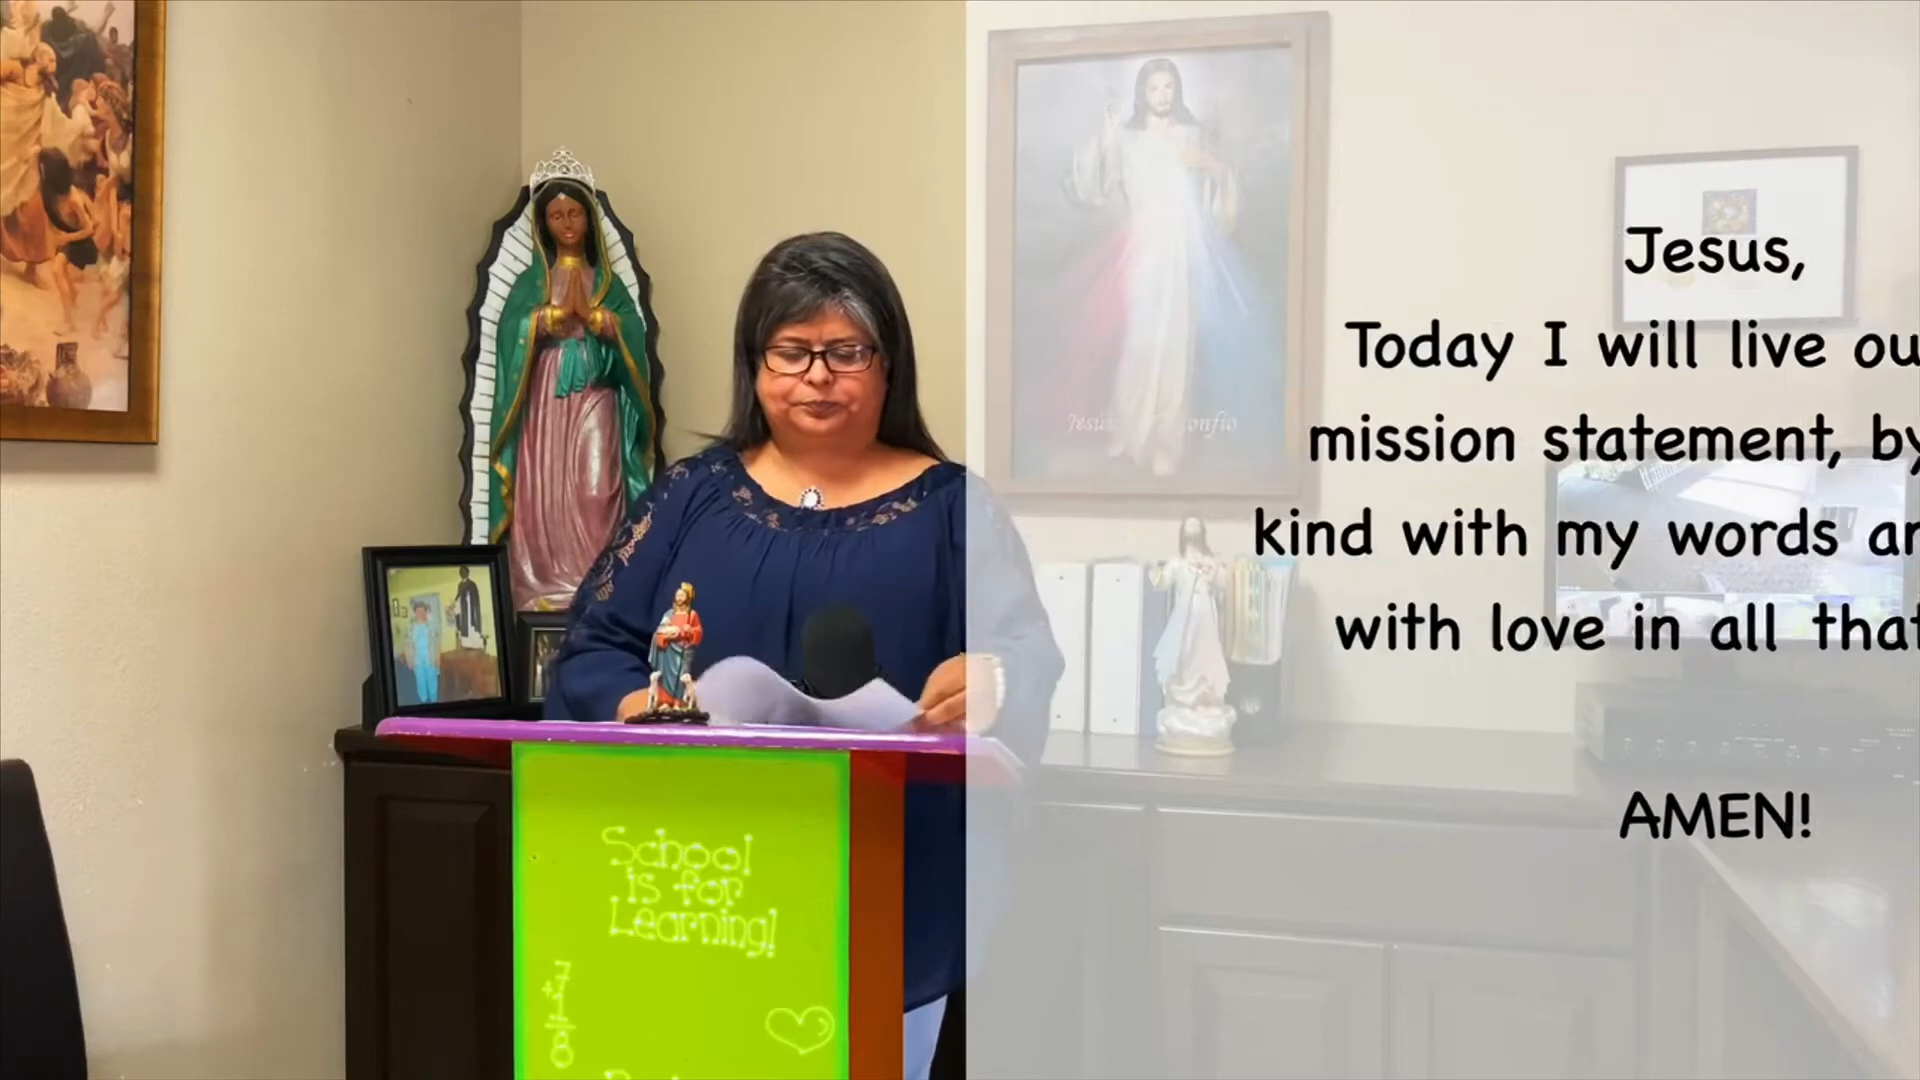 Jesus,
Today I will live ou
mission statement, by
kind with my words an
with love in all that
AMEN!
School
is for
Learning!